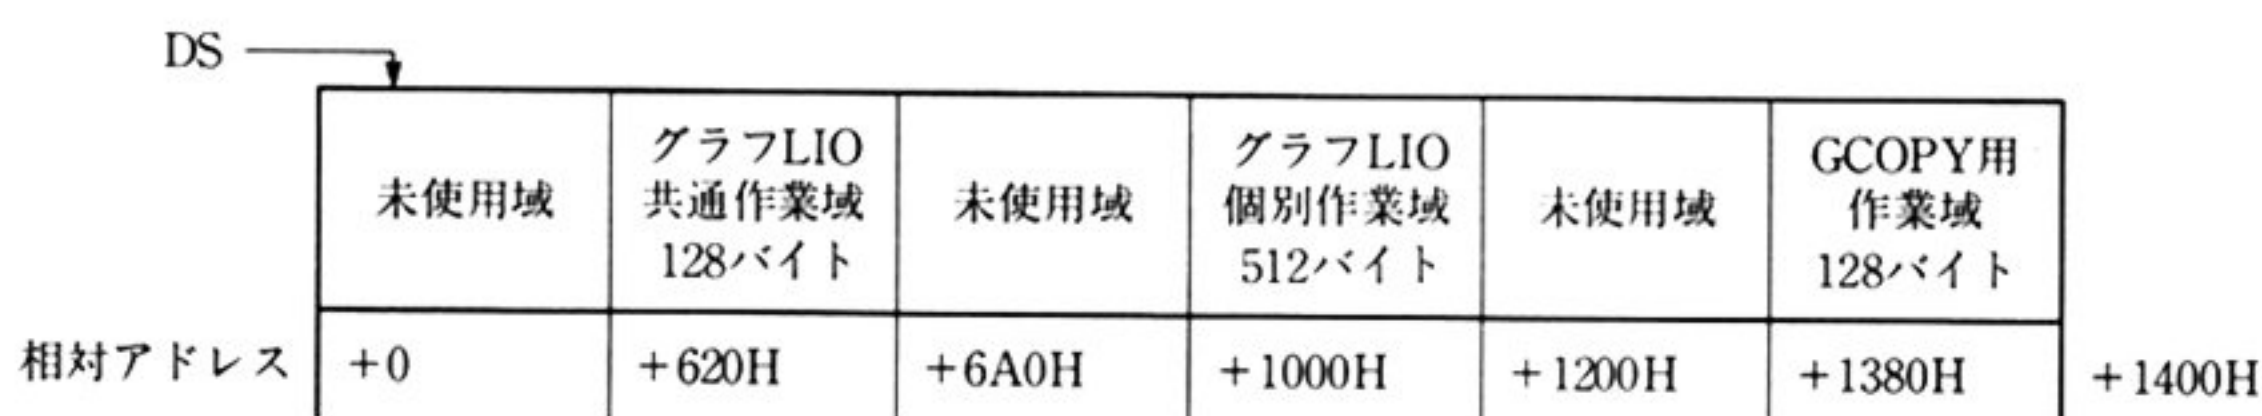 DS
未使用域
グラフLIO
共通作業域
128バイト
未使用域
グラフLIO
個別作業域
512バイト
未使用域
GCOPY用
作業域
128バイト
相対アドレス
+0
+620H
+6A0H
+1000H
+1200H
+1380H
+1400H